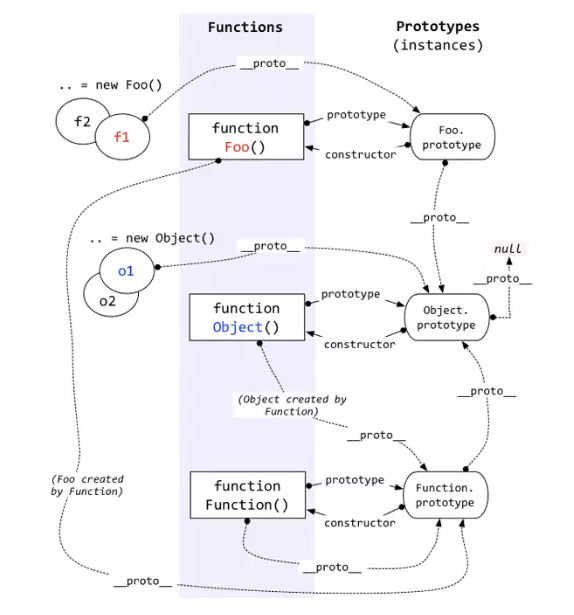 Functions
Prototypes
(instances)
.. = new Foo()
__proto__
f2
f1
function
Foo()
prototype
constructor
Foo.
prototype
__proto__
.. = new Object()
__proto__
null
__proto__
o1
o2
function
Object()
prototype
constructor
Object.
prototype
(Object created by
Function)
__proto__
__proto__
(Foo created
by Function)
function
Function()
prototype
constructor
Function.
prototype
__proto__
__proto__